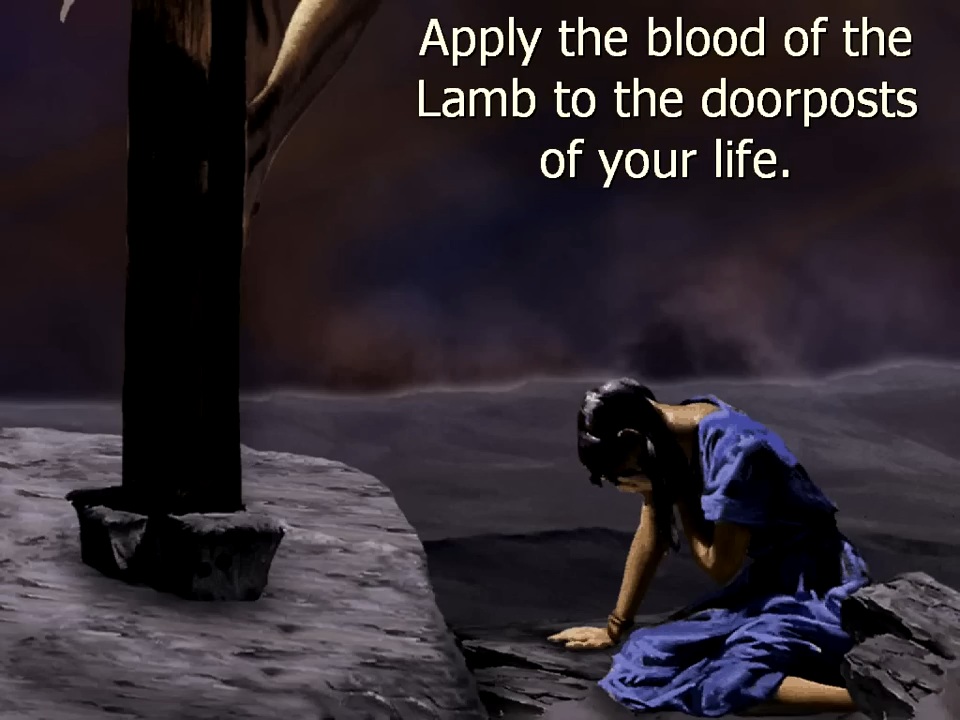 Apply the blood of the
Lamb to the doorposts
of your life.